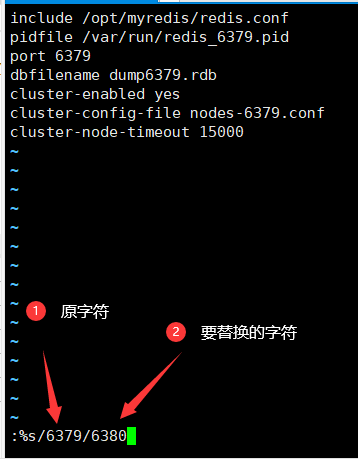 include /opt/myredis/redis.conf
pidfile /var/run/redis_6379.pid
port 6379
dbfilename dump6379.rdb
cluster-enabled yes
cluster-config-file nodes-6379.conf
cluster-node-timeout 15000
~
~
~
~
~
~
~
~
~
1 原字符
~
2 要替换的字符
~
~
~
~
~
:%s/6379/6380